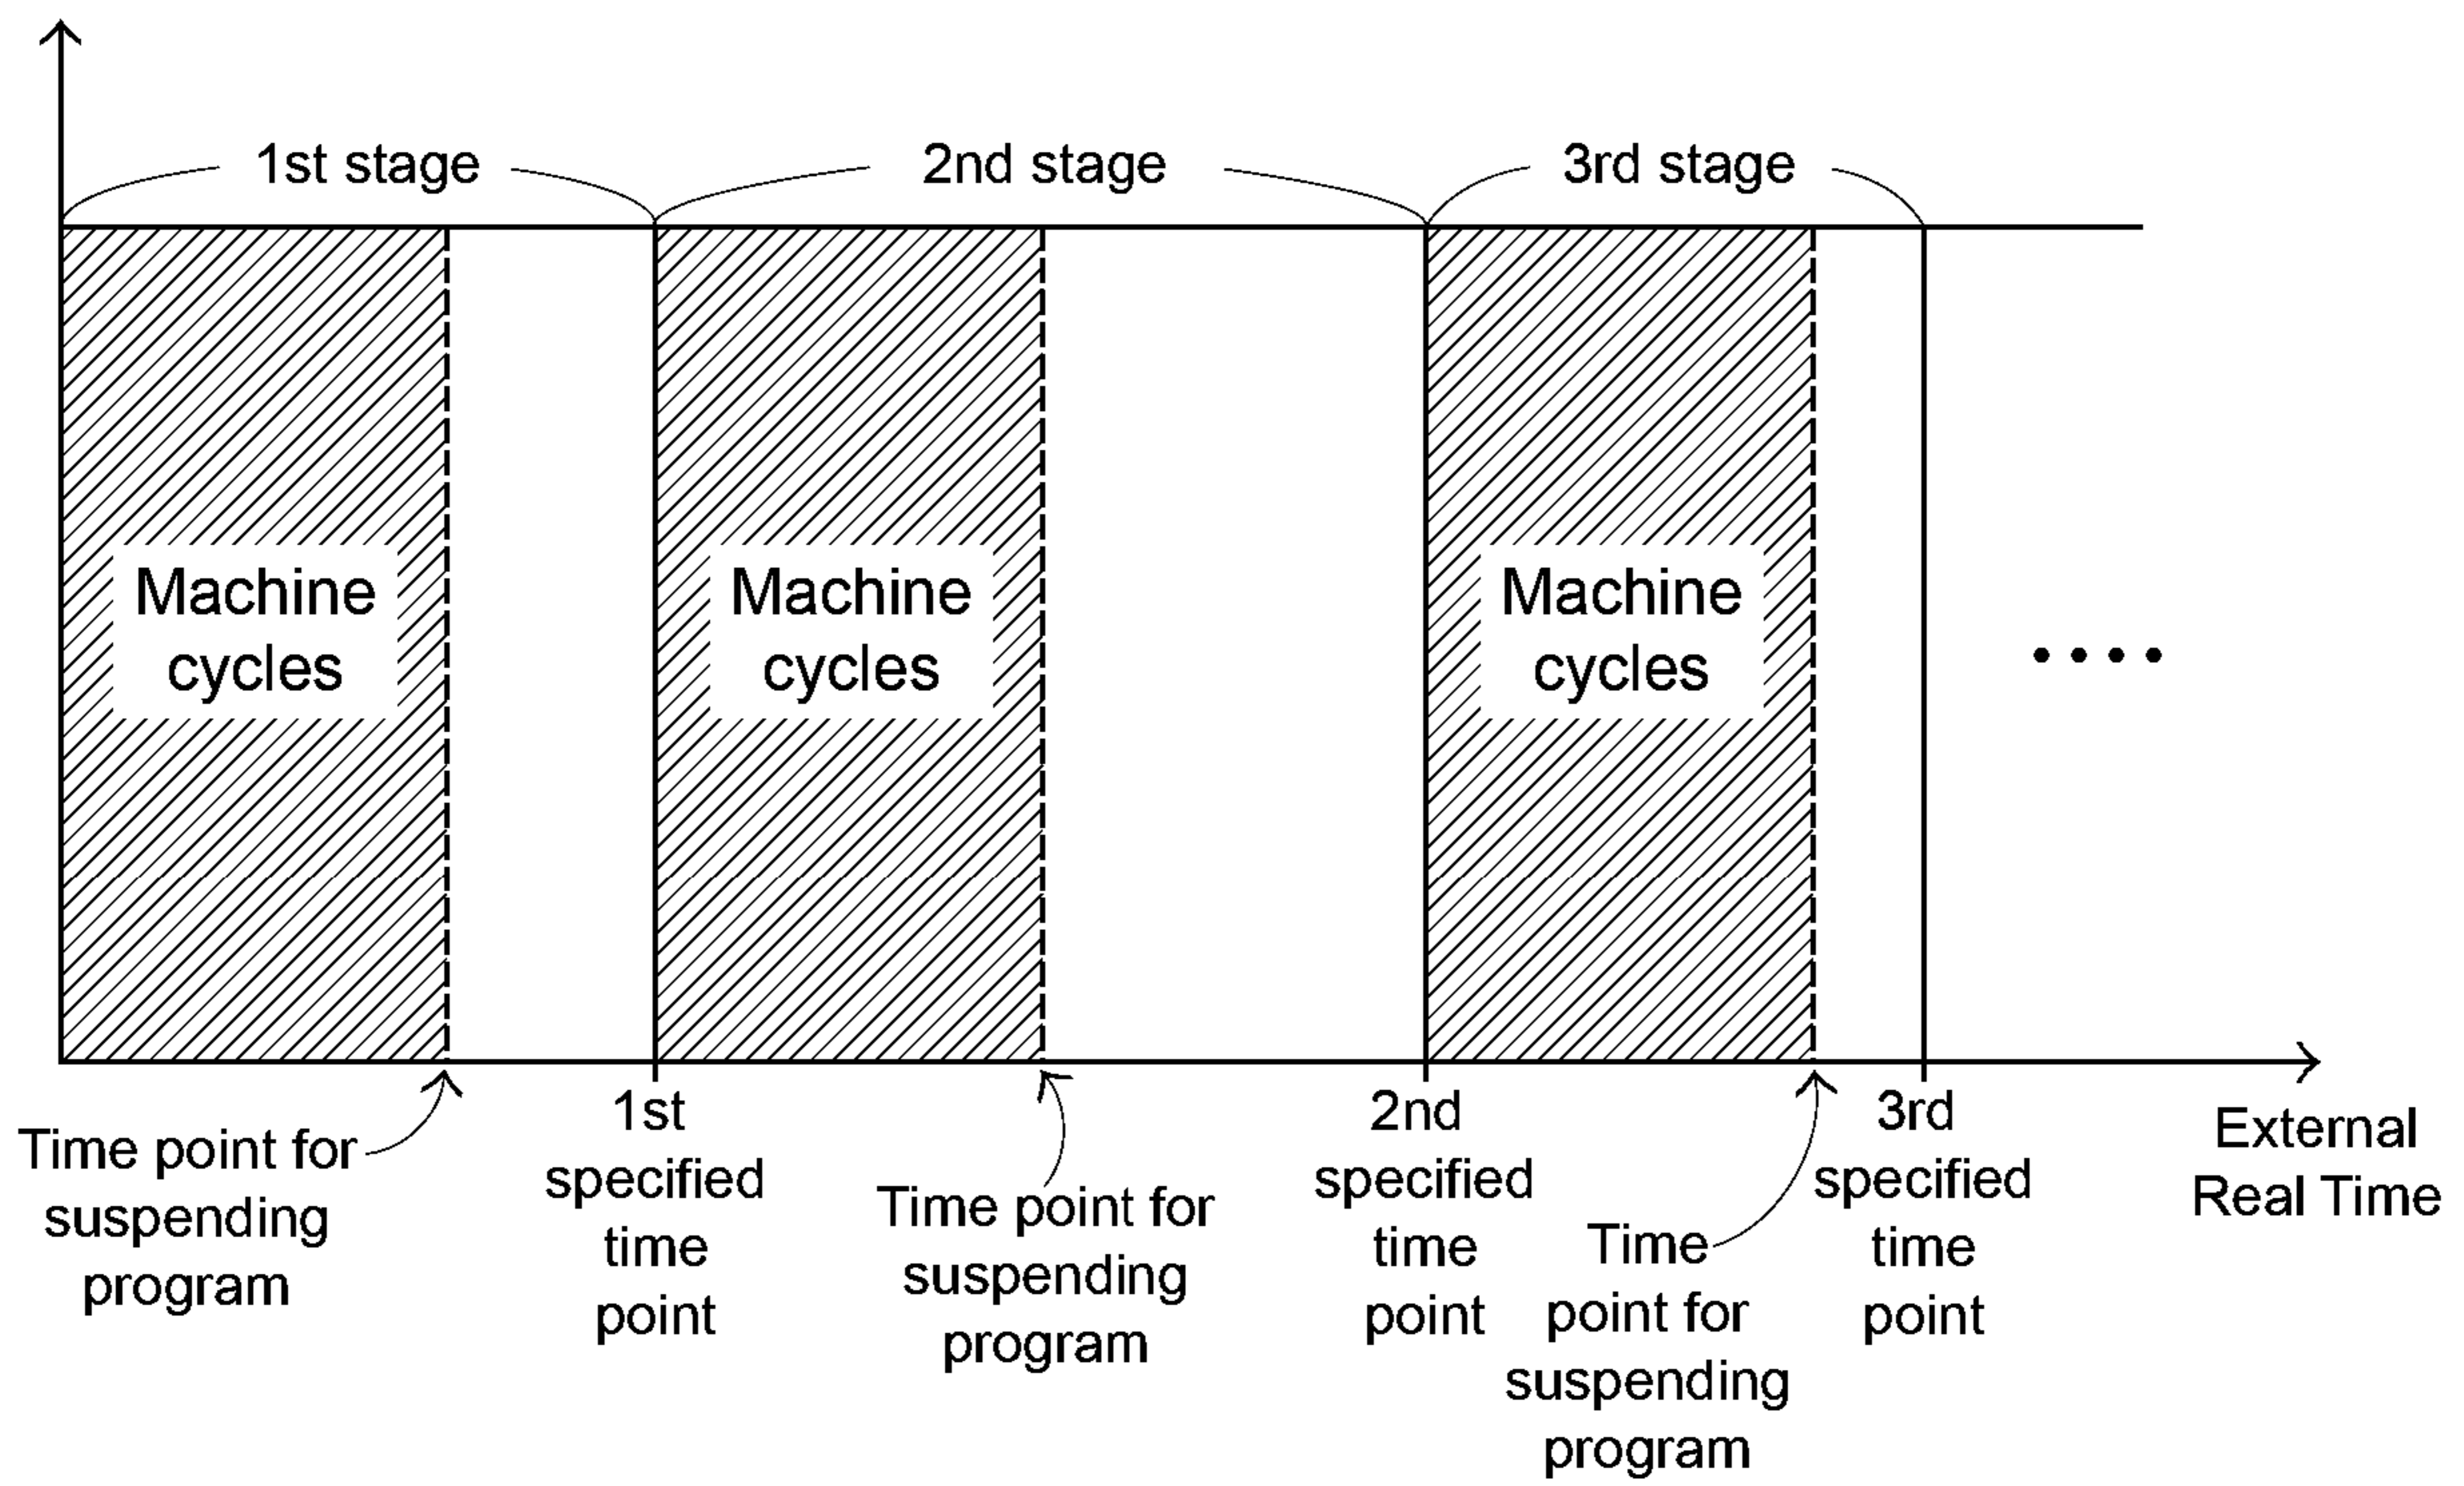 1st stage
2nd stage
3rd stage
Machine
cycles
Machine
cycles
Machine
cycles
Time point for
suspending
program
1st
specified
time
point
Time point for
suspending
program
2nd
specified
time
point
Time
point for
suspending
program
3rd
specified
time
point
External
Real Time